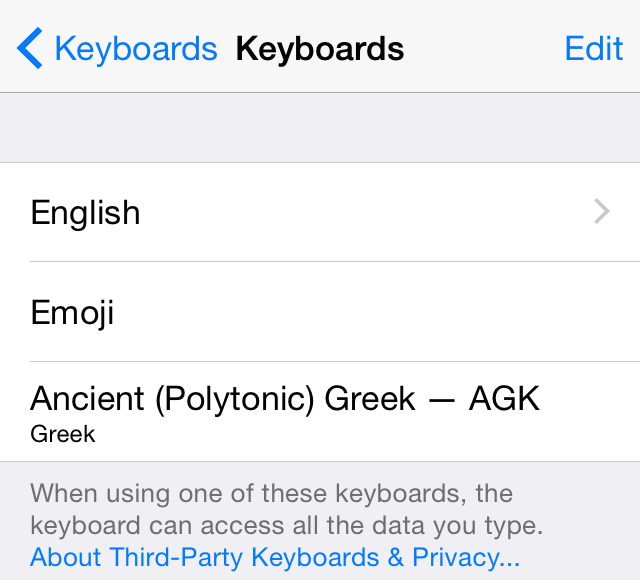 Keyboards Keyboards Edit
English
Emoji
Ancient (Polytonic) Greek — AGK
Greek
When using one of these keyboards, the
keyboard can access all the data you type.
About Third-Party Keyboards & Privacy...